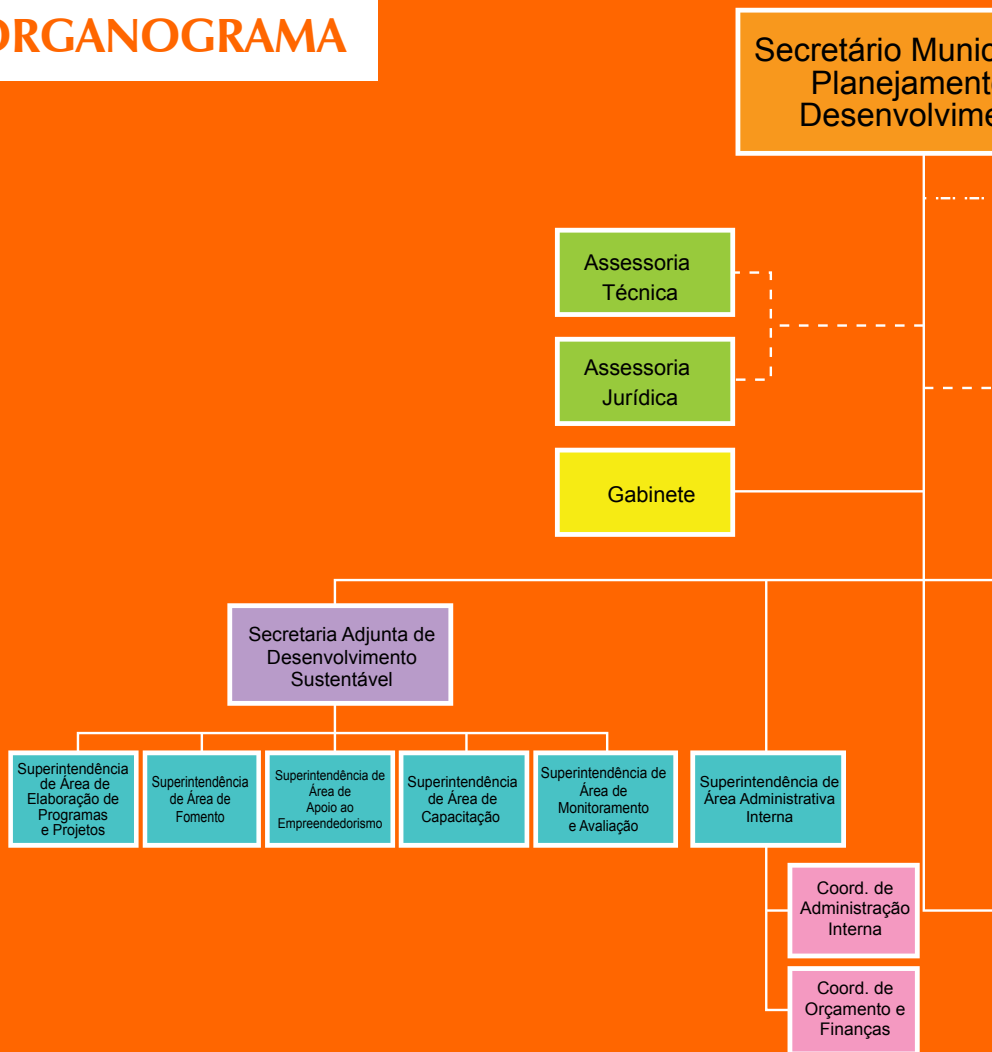 ORGANOGRAMA
Secretário Munic
Planejament
Desenvolvime
Assessoria
Técnica
Assessoria
Jurídica
Gabinete
Secretaria Adjunta de
Desenvolvimento
Sustentável
Superintendência
de Área de
Elaboração de
Programas
e Projetos
Superintendência
de Área de
Fomento
Superintendência de
Área de
Apoio ao
Empreendedorismo
Superintendência
de Área de
Capacitação
Superintendência de
Área de
Monitoramento
e Avaliação
Superintendência de
Área Administrativa
Interna
Coord. de
Administração
Interna
Coord. de
Orçamento e
Finanças